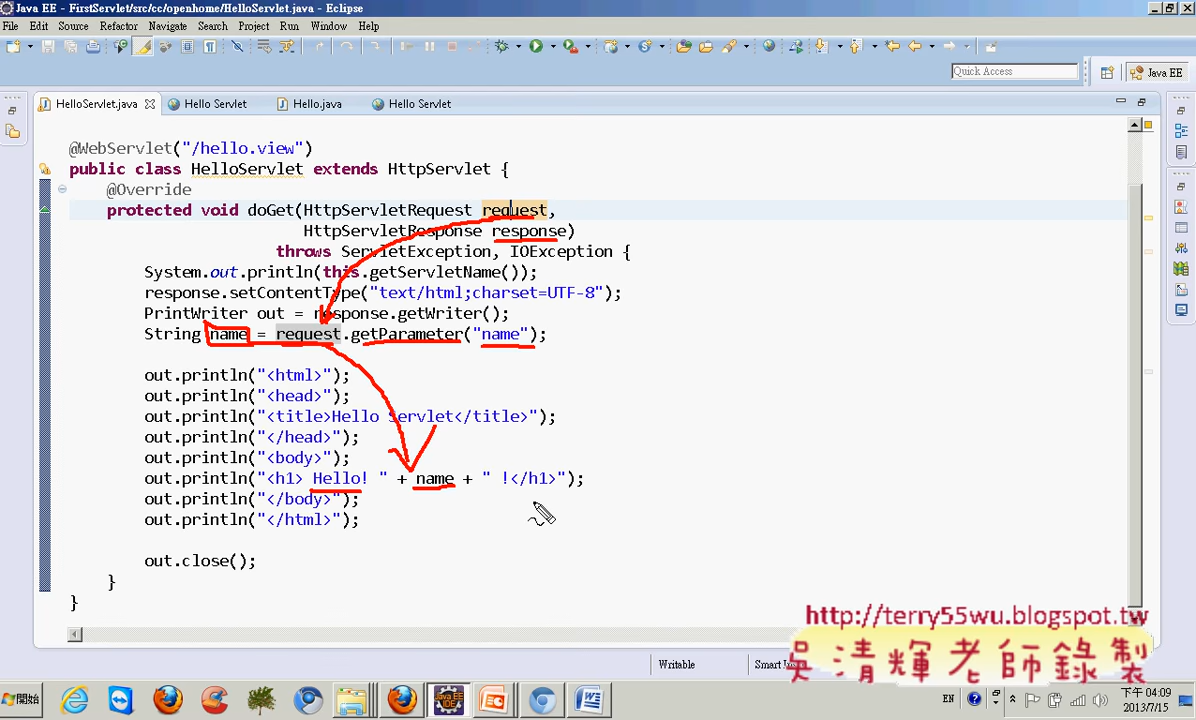 Java EE - FirstServlet/src/cc/openhome/HelloServlet.java - Eclipse
File Edit Source Refactor Navigate Search Project Run Window Help
Quick Access
Java EE
HelloServlet.java Hello Servlet Hello.java Hello Servlet
@WebServlet("/hello.view")
public class HelloServlet extends HttpServlet {
@Override
protected void doGet(HttpServletRequest request,
HttpServletResponse response)
throws ServletException, IOException {
System.out.println(this.getServletName());
response.setContentType("text/html;charset=UTF-8");
PrintWriter out = response.getWriter();
String name = request.getParameter("name");
out.println("<html>");
out.println("<head>");
out.println("<title>Hello Servlet</title>");
out.println("</head>");
out.println("<body>");
out.println("<h1> Hello! " + name + " !</h1>");
out.println("</body>");
out.println("</html>");
out.close();
}
}
http://terry55wu.blogspot.tw
吳清輝老師錄製
Writable
開始
EN
下午 04:09
2013/7/15